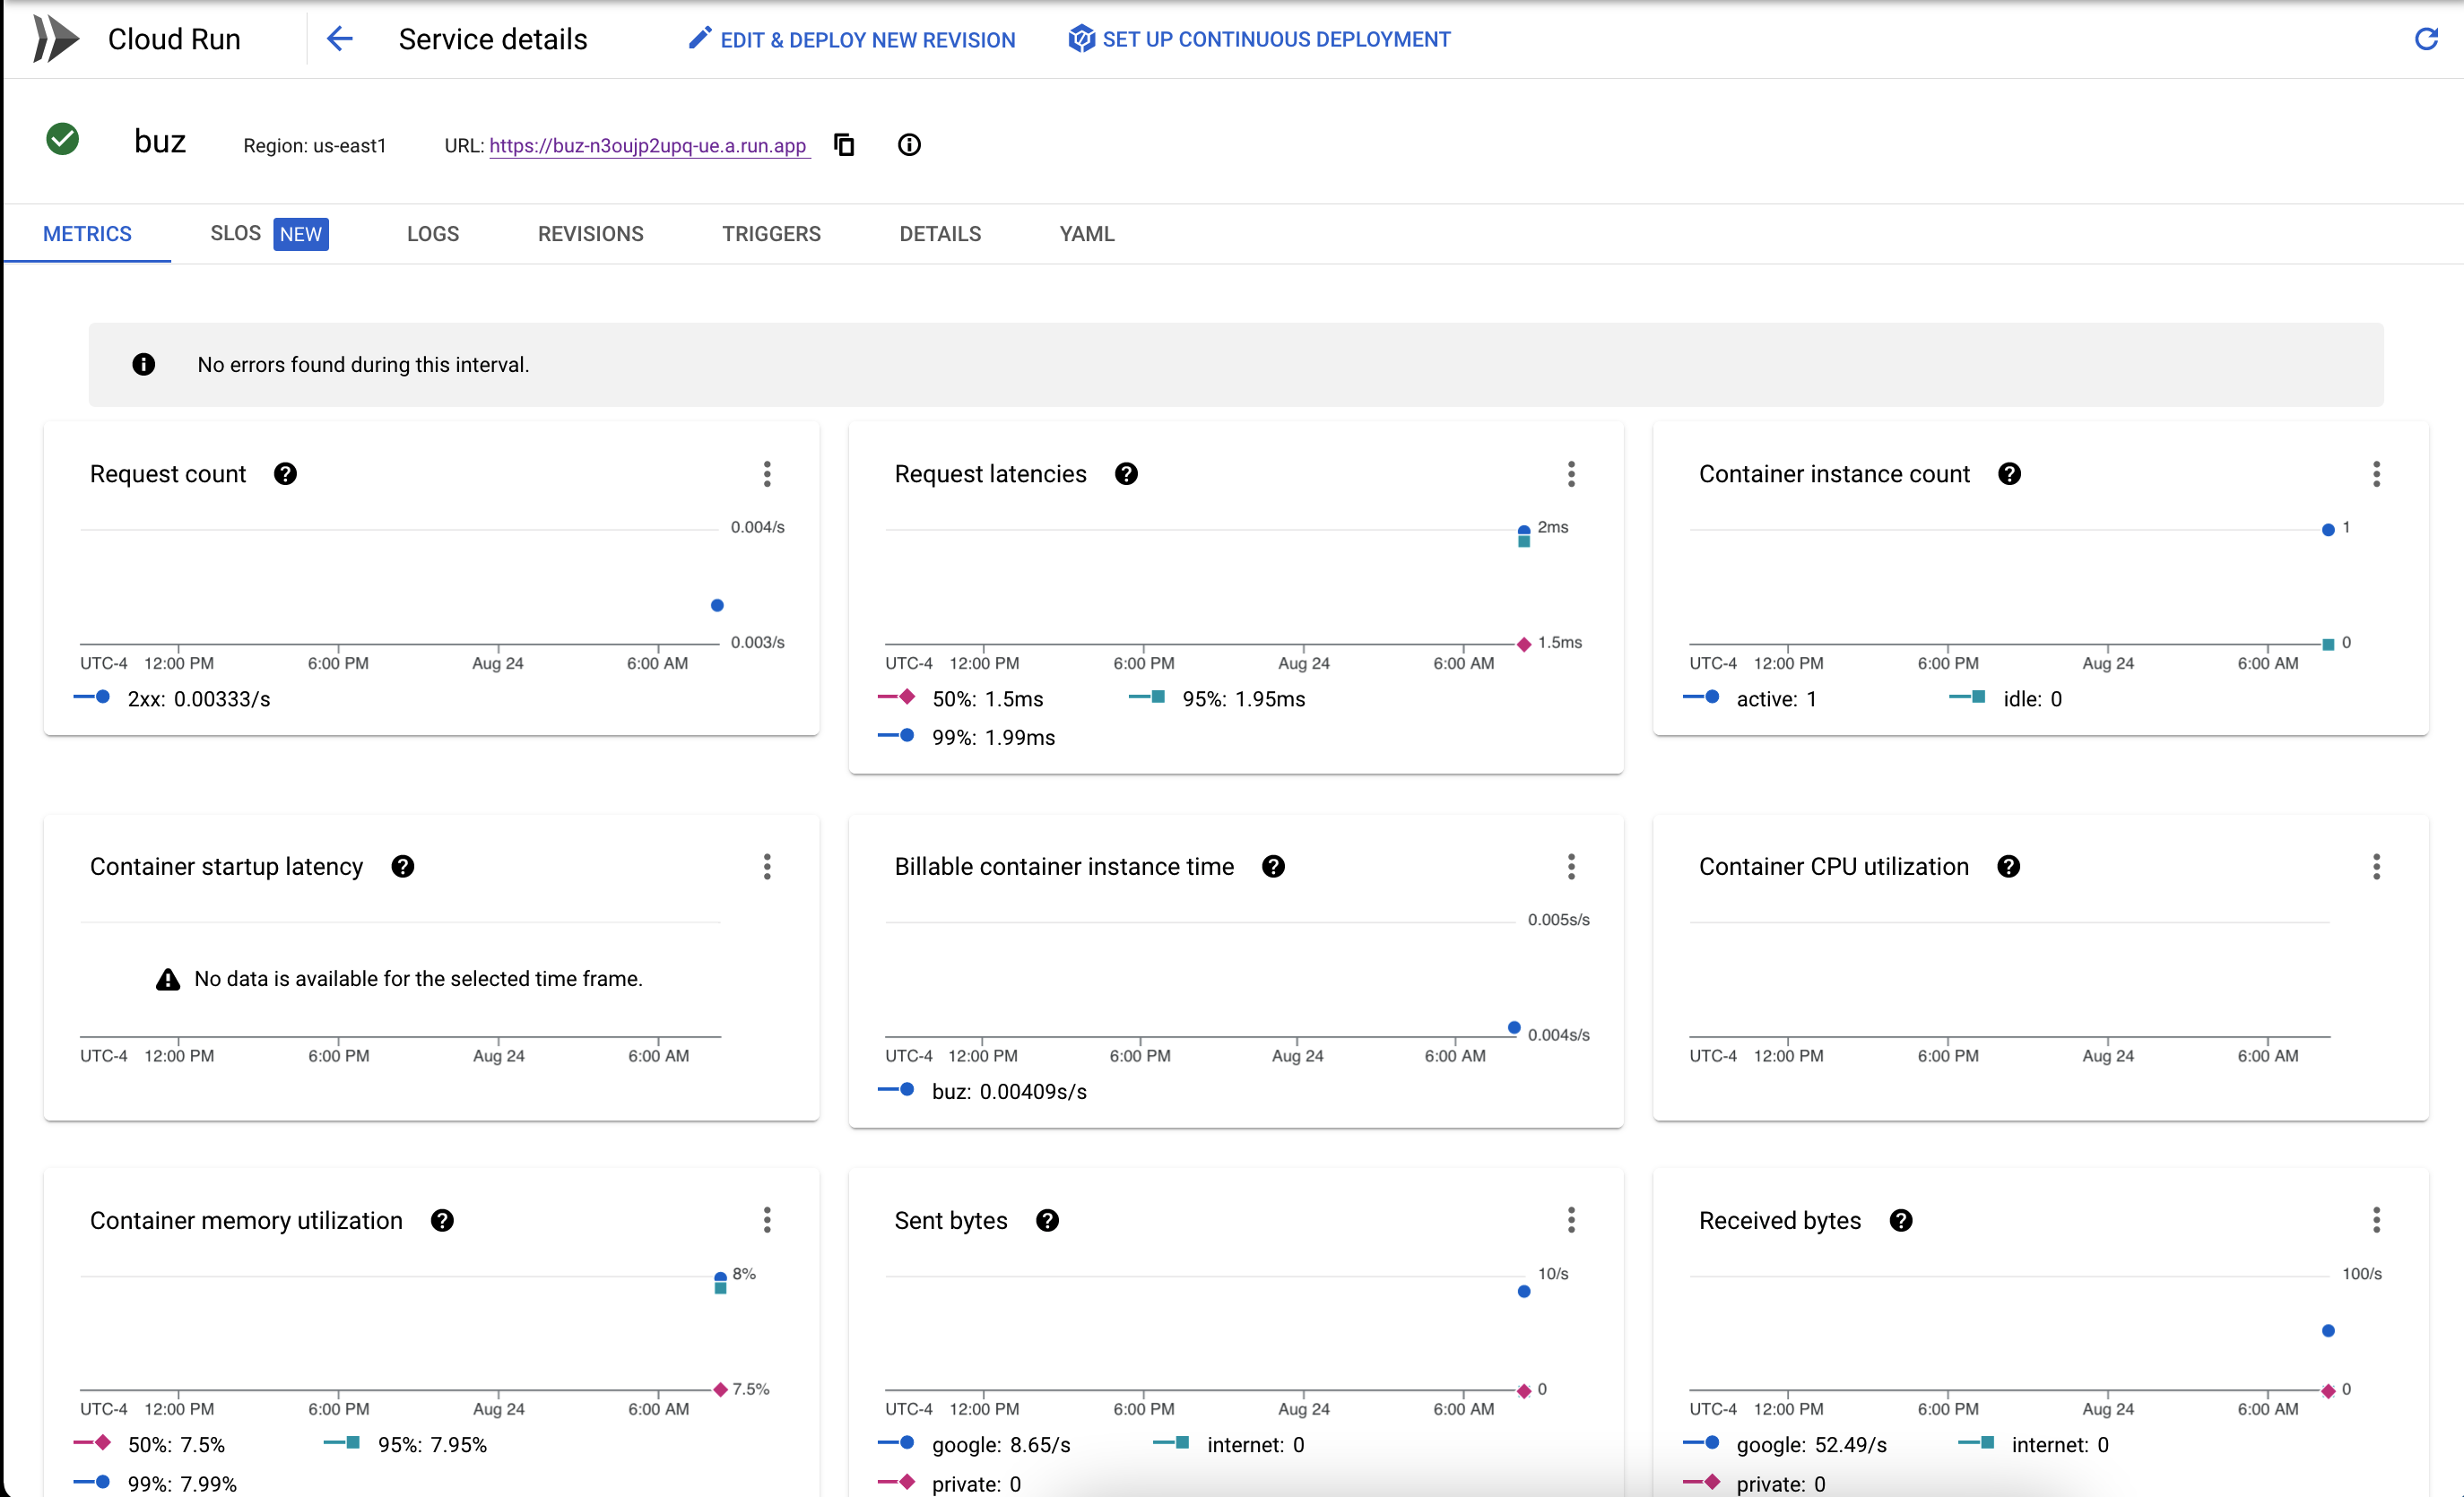 Cloud Run
Service details
EDIT & DEPLOY NEW REVISION
SET UP CONTINUOUS DEPLOYMENT
buz
Region: us-east1
URL: https://buz-n3oujp2upq-ue.a.run.app
METRICS
SLOS NEW
LOGS
REVISIONS
TRIGGERS
DETAILS
YAML
No errors found during this interval.
Request count
0.004/s
0.003/s
UTC-4 12:00 PM 6:00 PM Aug 24 6:00 AM
2xx: 0.00333/s
Request latencies
2ms
1.5ms
UTC-4 12:00 PM 6:00 PM Aug 24 6:00 AM
50%: 1.5ms 95%: 1.95ms
99%: 1.99ms
Container instance count
1
0
UTC-4 12:00 PM 6:00 PM Aug 24 6:00 AM
active: 1 idle: 0
Container startup latency
No data is available for the selected time frame.
UTC-4 12:00 PM 6:00 PM Aug 24 6:00 AM
Billable container instance time
0.005s/s
0.004s/s
UTC-4 12:00 PM 6:00 PM Aug 24 6:00 AM
buz: 0.00409s/s
Container CPU utilization
UTC-4 12:00 PM 6:00 PM Aug 24 6:00 AM
Container memory utilization
8%
7.5%
UTC-4 12:00 PM 6:00 PM Aug 24 6:00 AM
50%: 7.5% 95%: 7.95%
99%: 7.99%
Sent bytes
10/s
0
UTC-4 12:00 PM 6:00 PM Aug 24 6:00 AM
google: 8.65/s internet: 0
private: 0
Received bytes
100/s
0
UTC-4 12:00 PM 6:00 PM Aug 24 6:00 AM
google: 52.49/s internet: 0
private: 0